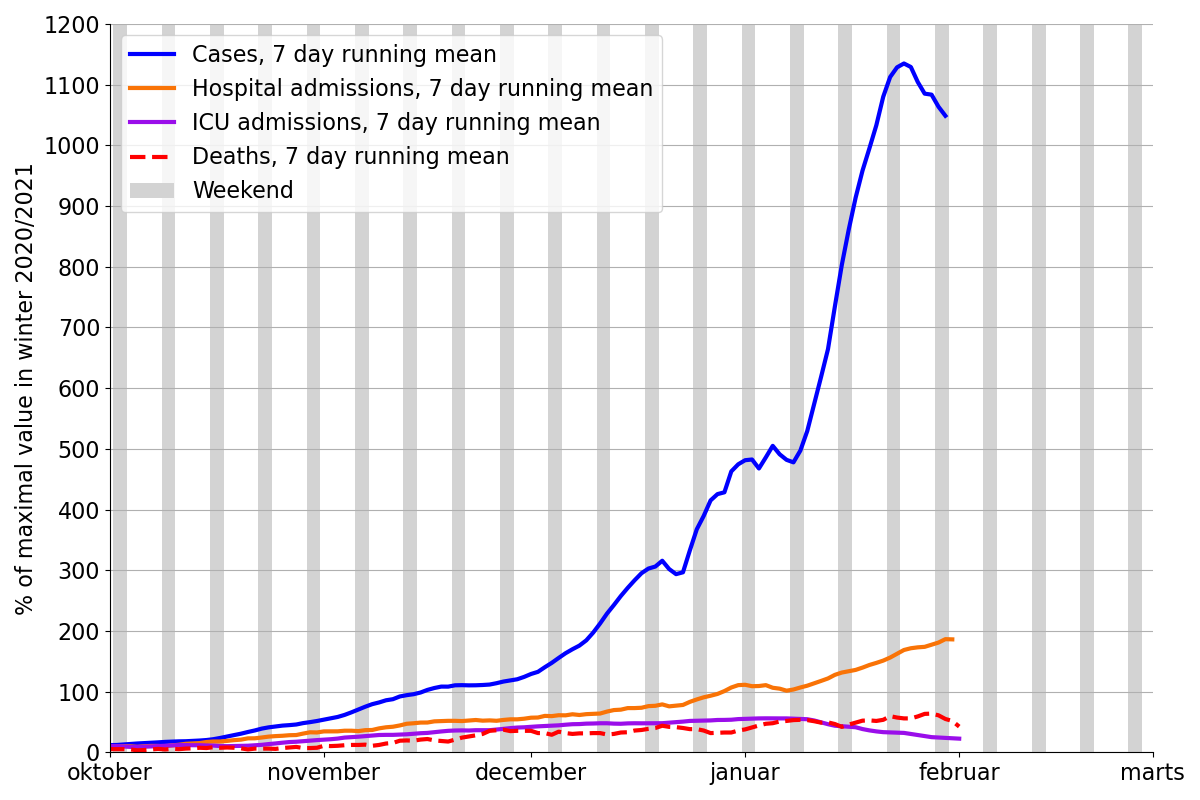 Cases, 7 day running mean
Hospital admissions, 7 day running mean
ICU admissions, 7 day running mean
Deaths, 7 day running mean
Weekend
% of maximal value in winter 2020/2021
1200
1100
1000
900
800
700
600
500
400
300
200
100
0
oktober november december januar februar marts